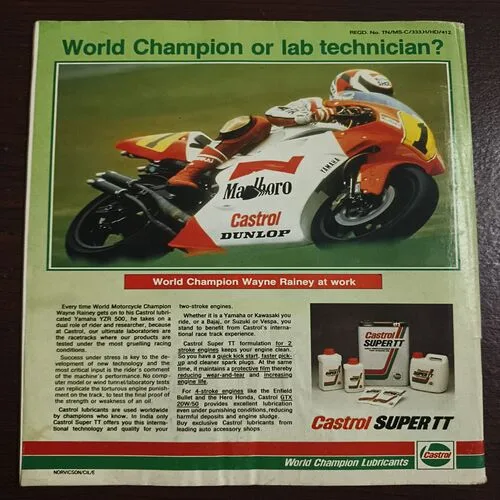 REGD. No. TN/MS-C/333.H/HD/412
World Champion or lab technician?
1
YAMAHA
Marlboro
Castrol
DUNLOP
World Champion Wayne Rainey at work
Every time World Motorcycle Champion
Wayne Rainey gets on to his Castrol lubri-
cated Yamaha YZR 500, he takes on a
dual role of rider and researcher, because
at Castrol, our ultimate laboratories are
the racetracks where our products are
tested under the most gruelling racing
conditions.
Success under stress is key to the de-
velopment of new technology and the
most critical input is the rider's comment
of the machine's performance. No comp-
uter model or wind tunnel/laboratory tests
can replicate the torturous enduring punish-
ment on the track, to test the final proof of
the strength or weakness of an oil.
Castrol lubricants are used worldwide
by champions who know. In India only
Castrol Super TT offers you this inter-
national technology and quality for your
two-stroke engines.
Whether it is a Yamaha or Kawasaki you
ride, or a Bajaj, or Suzuki or Vespa, you
stand to benefit from Castrol's interna-
tional race track experience.
Castrol Super TT formulation for 2
stroke engines keeps your engine clean.
So you have a quick kick start, faster pick-
up and cleaner spark plugs. At the same
time, it maintains a protective film thereby
reducing wear-and-tear and increasing
engine life.
For 4-stroke engines like the Enfield
Bullet and the Hero Honda, Castrol GTX
20W/50 provides excellent lubrication
even under punishing conditions, reducing
harmful deposits and engine sludge.
Buy exclusive Castrol lubricants from
leading auto accessory shops
Castrol
SUPER TT
Castrol SUPER TT
World Champion Lubricants
Castrol
NORVICSON/CIL/E